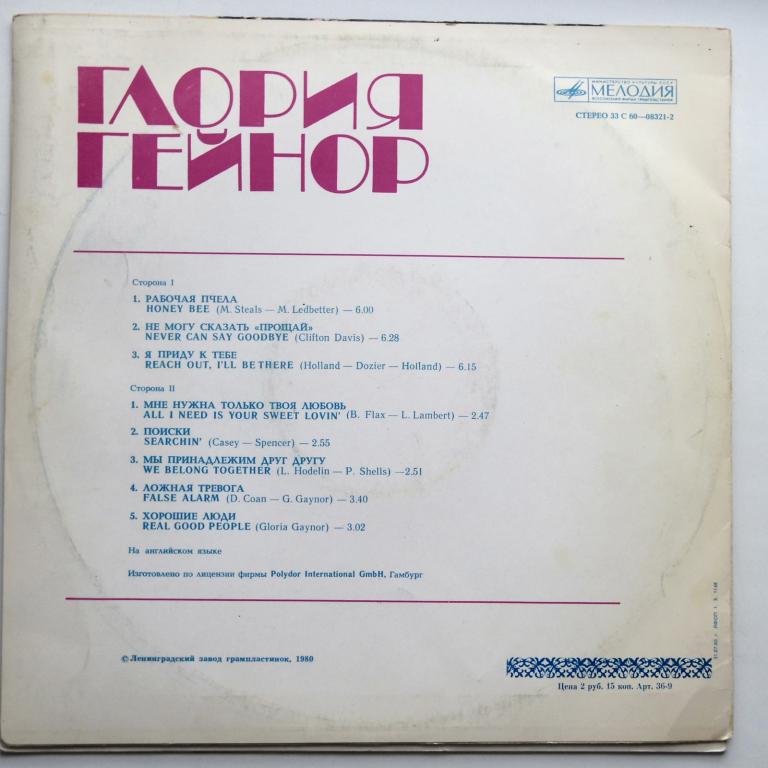 ГЛОРИЯ
ГЕЙНОР
МИНИСТЕРСТВО КУЛЬТУРЫ СССР
МЕЛОДИЯ
ВСЕСОЮЗНАЯ ФИРМА ГРАМПЛАСТИНОК
СТЕРЕО 33 С 60—08321-2
Сторона I
1. РАБОЧАЯ ПЧЕЛА
HONEY BEE (M. Steals — M. Ledbetter) — 6.00
2. НЕ МОГУ СКАЗАТЬ «ПРОЩАЙ»
NEVER CAN SAY GOODBYE (Clifton Davis) — 6.28
3. Я ПРИДУ К ТЕБЕ
REACH OUT, I'LL BE THERE (Holland — Dozier — Holland) — 6.15
Сторона II
1. МНЕ НУЖНА ТОЛЬКО ТВОЯ ЛЮБОВЬ
ALL I NEED IS YOUR SWEET LOVIN' (B. Flax — L. Lambert) — 2.47
2. ПОИСКИ
SEARCHIN' (Casey — Spencer) — 2.55
3. МЫ ПРИНАДЛЕЖИМ ДРУГ ДРУГУ
WE BELONG TOGETHER (L. Hodelin — P. Shells) —2.51
4. ЛОЖНАЯ ТРЕВОГА
FALSE ALARM (D. Coan — G. Gaynor) — 3.40
5. ХОРОШИЕ ЛЮДИ
REAL GOOD PEOPLE (Gloria Gaynor) — 3.02
На английском языке
Изготовлено по лицензии фирмы Polydor International GmbH, Гамбург
© Ленинградский завод грампластинок, 1980
Цена 2 руб. 15 коп. Арт. 36-9